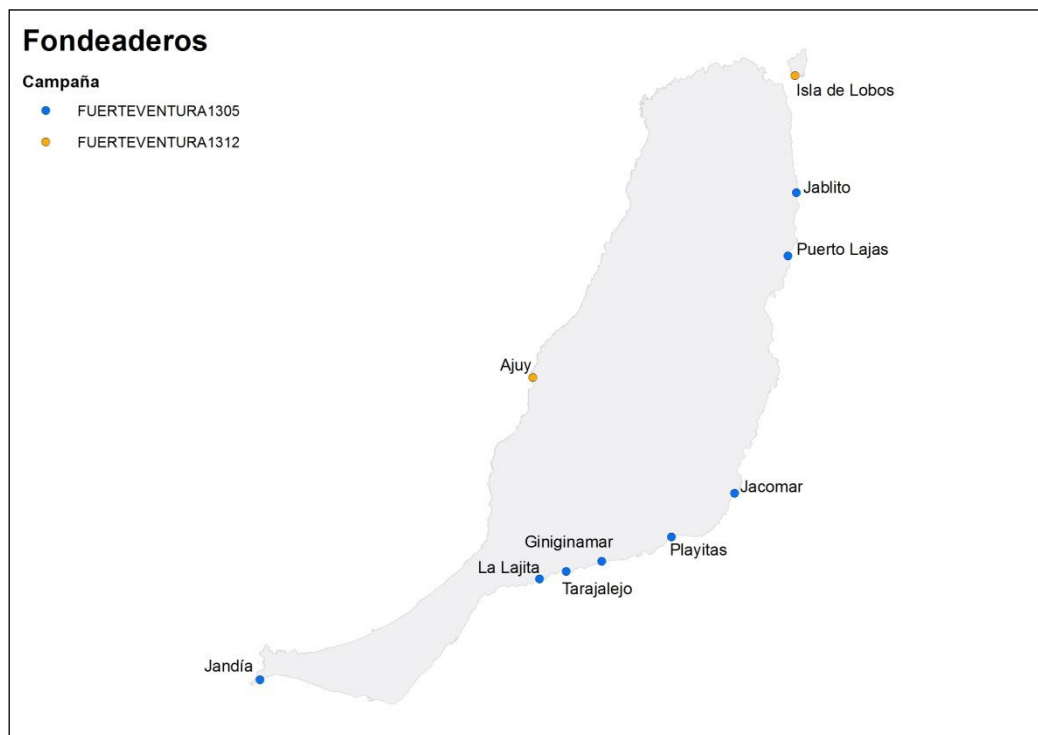 Fondeaderos
Campaña
FUERTEVENTURA1305
FUERTEVENTURA1312
Isla de Lobos
Jablito
Puerto Lajas
Ajuy
Jacomar
Playitas
Giniginamar
La Lajita
Tarajalejo
Jandía